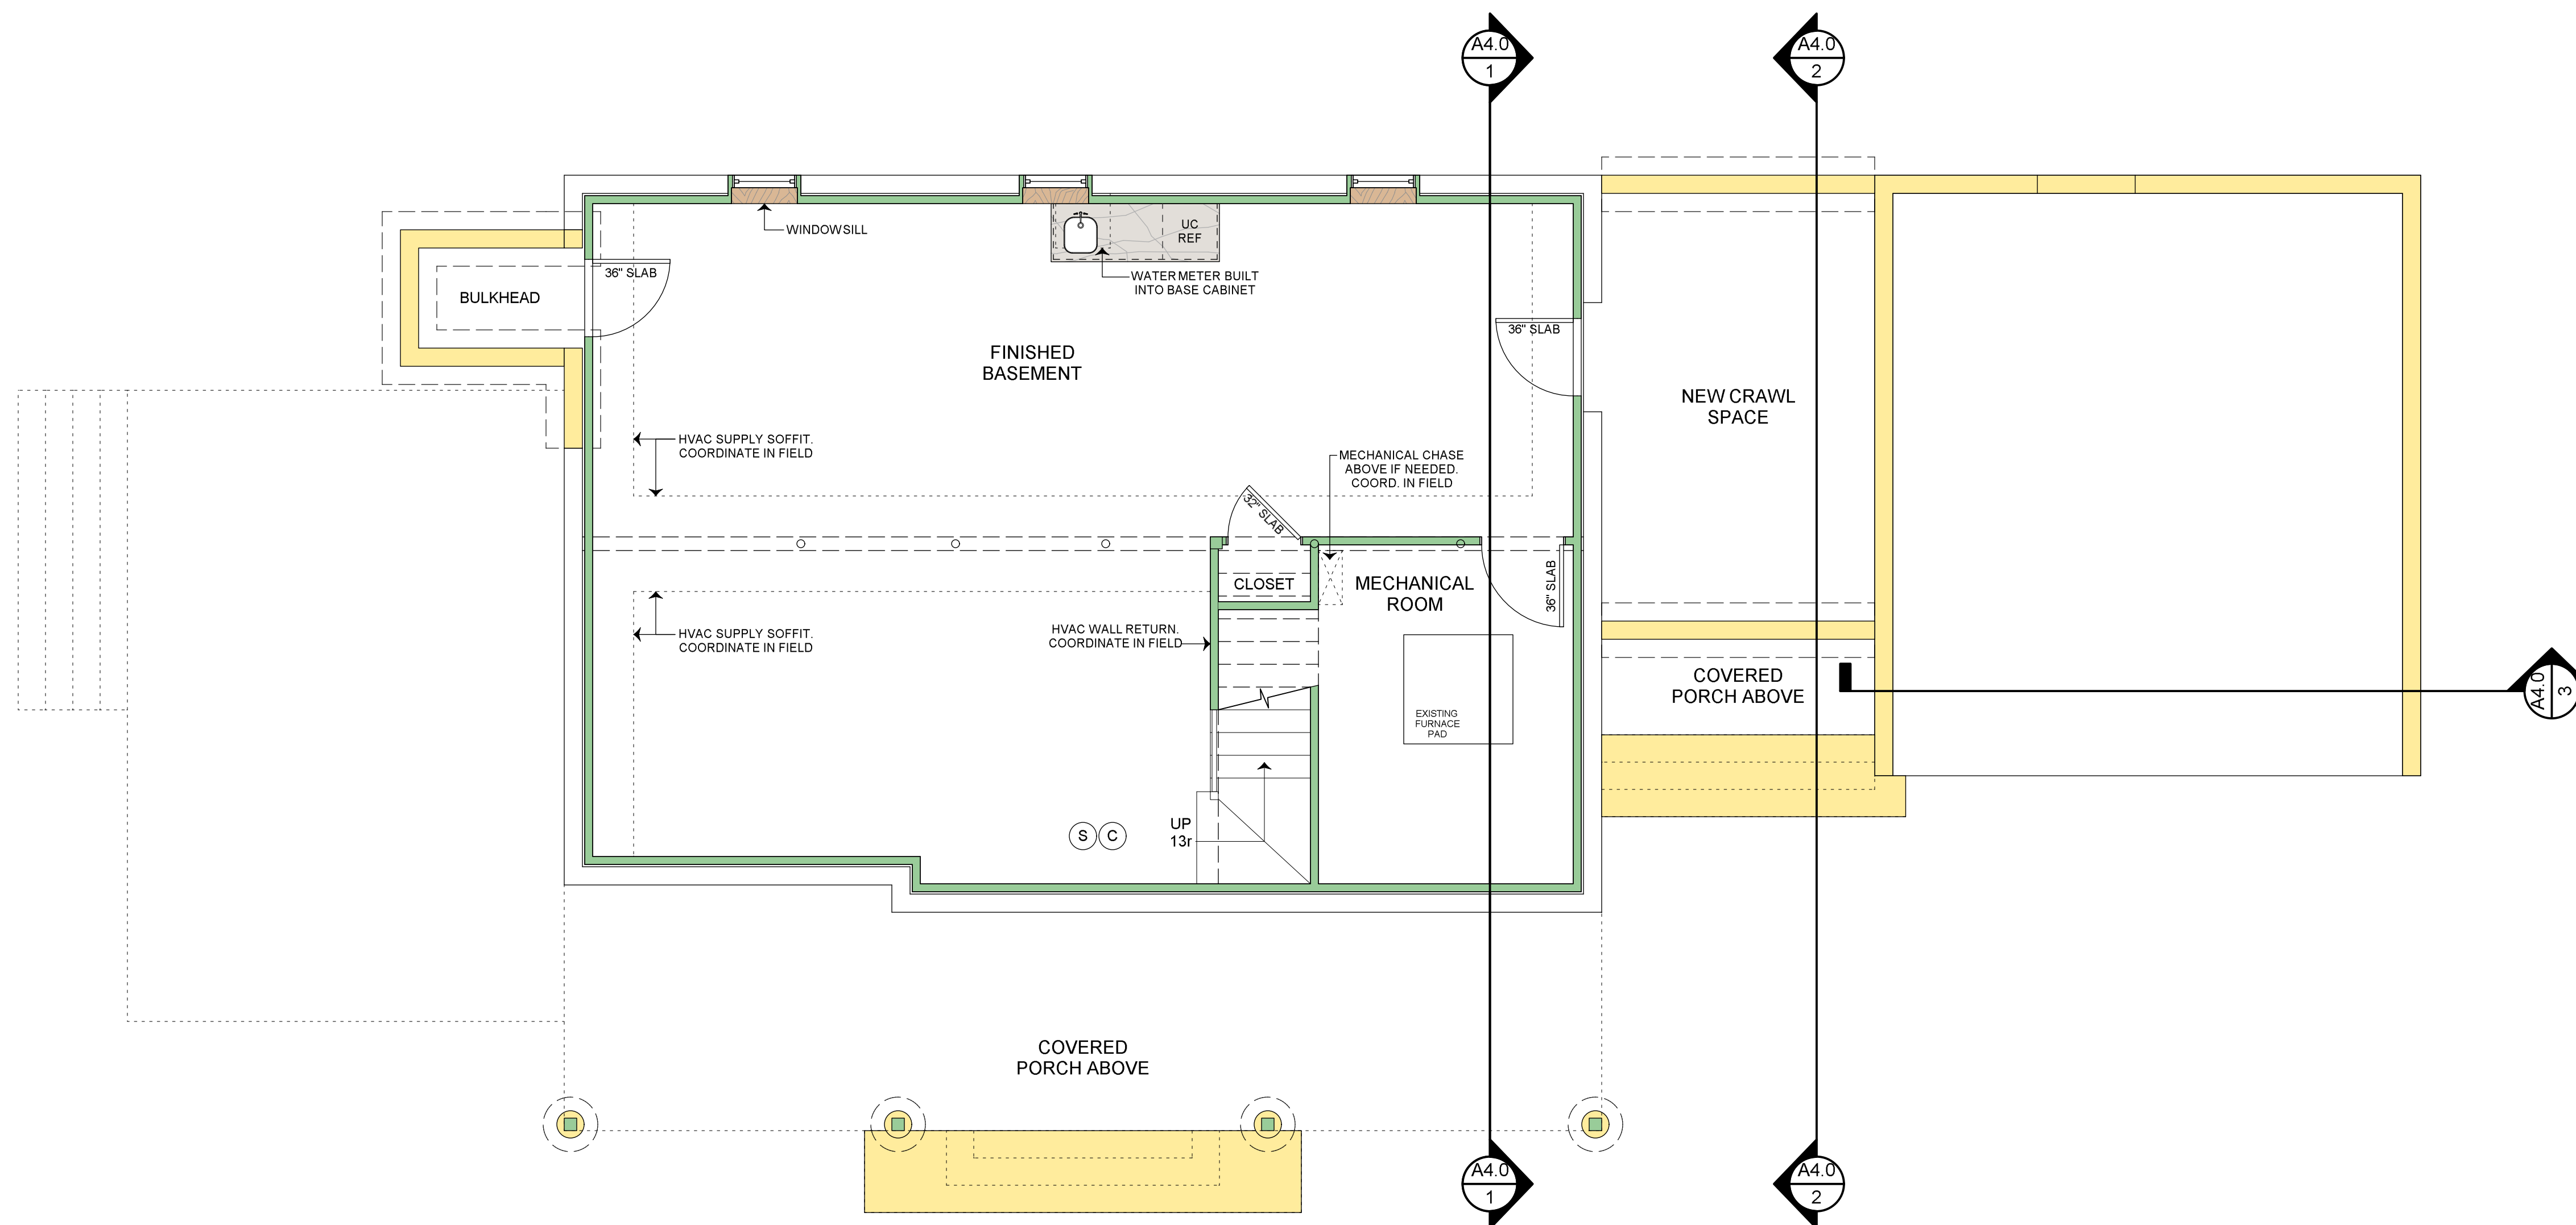 A4.0
1
A4.0
2
WINDOWSILL
UC
REF
36" SLAB
BULKHEAD
WATER METER BUILT
INTO BASE CABINET
36" SLAB
FINISHED
BASEMENT
NEW CRAWL
SPACE
HVAC SUPPLY SOFFIT.
COORDINATE IN FIELD
MECHANICAL CHASE
ABOVE IF NEEDED.
COORD. IN FIELD
32" SLAB
CLOSET
MECHANICAL
ROOM
36" SLAB
HVAC SUPPLY SOFFIT.
COORDINATE IN FIELD
HVAC WALL RETURN.
COORDINATE IN FIELD
COVERED
PORCH ABOVE
A4.0
3
EXISTING
FURNACE
PAD
S C
UP
13r
COVERED
PORCH ABOVE
A4.0
1
A4.0
2